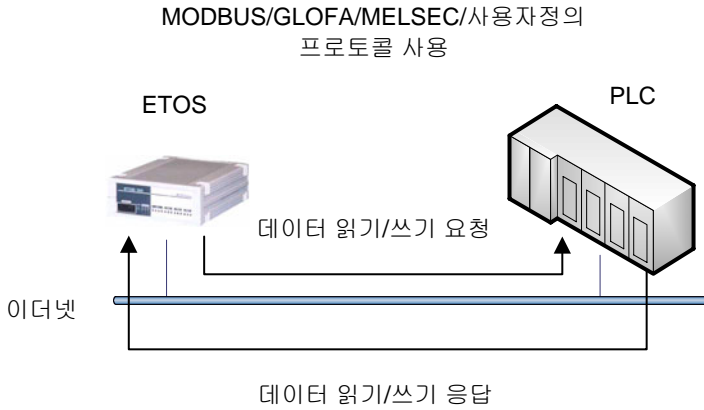 MODBUS/GLOFA/MELSEC/사용자정의
프로토콜 사용
ETOS
PLC
데이터 읽기/쓰기 요청
이더넷
데이터 읽기/쓰기 응답